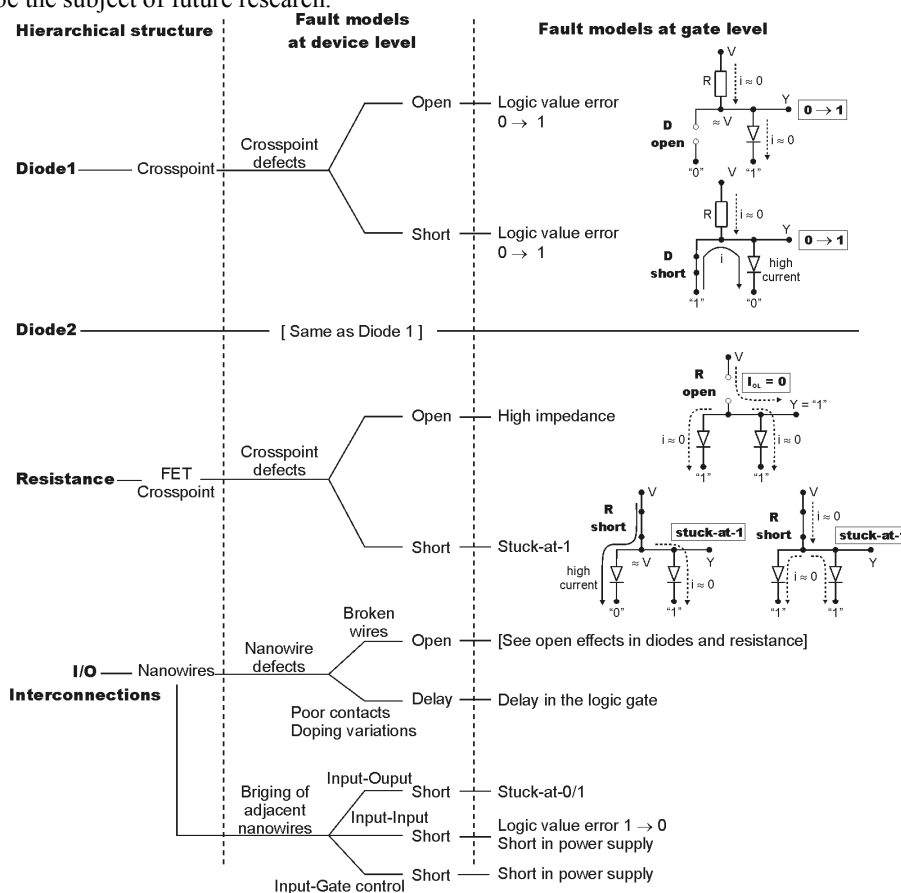 be the subject of future research.
Hierarchical structure
Fault models
at device level
Fault models at gate level
Diode1
Crosspoint
Crosspoint
defects
Open
Logic value error
0 → 1
Short
Logic value error
0 → 1
V
R
i ≈ 0
Y
0 → 1
≈ V
D
open
i ≈ 0
"0"
"1"
V
R
i ≈ 0
Y
0 → 1
D
short
i
high
current
"1"
"0"
Diode2
[ Same as Diode 1 ]
Resistance
FET
Crosspoint
Crosspoint
defects
Open
High impedance
Short
Stuck-at-1
V
R
open
IOL = 0
Y = "1"
i ≈ 0
i ≈ 0
"1"
"1"
V
R
short
stuck-at-1
≈ V
Y
high
current
i ≈ 0
"0"
"1"
V
R
short
i ≈ 0
stuck-at-
Y
i ≈ 0
"1"
"1"
I/O
Interconnections
Nanowires
Nanowire
defects
Broken
wires
Open
[See open effects in diodes and resistance]
Poor contacts
Doping variations
Delay
Delay in the logic gate
Briging of
adjacent
nanowires
Input-Ouput
Short
Stuck-at-0/1
Input-Input
Short
Logic value error 1 → 0
Short in power supply
Input-Gate control
Short
Short in power supply